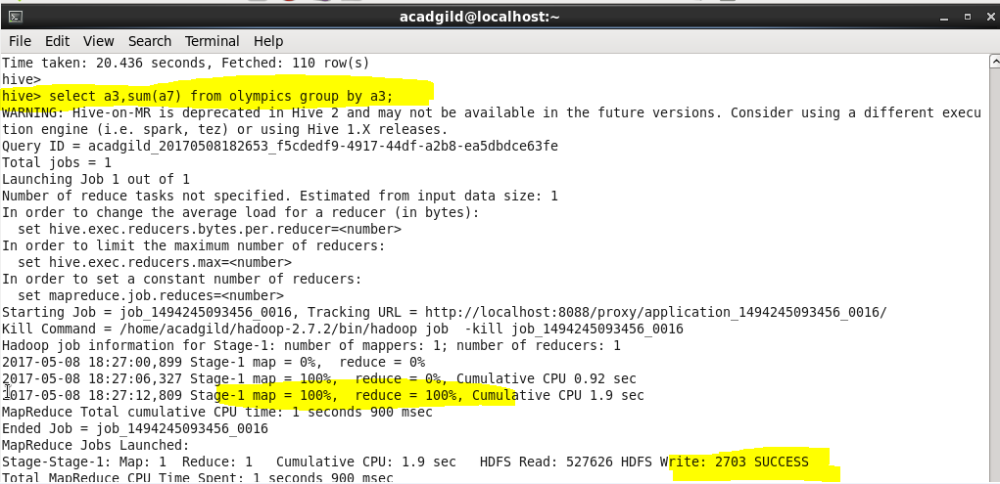 acadgild@localhost:~
File Edit View Search Terminal Help
Time taken: 20.436 seconds, Fetched: 110 row(s)
hive>
hive> select a3,sum(a7) from olympics group by a3;
WARNING: Hive-on-MR is deprecated in Hive 2 and may not be available in the future versions. Consider using a different execu
tion engine (i.e. spark, tez) or using Hive 1.X releases.
Query ID = acadgild_20170508182653_f5cdedf9-4917-44df-a2b8-ea5dbdce63fe
Total jobs = 1
Launching Job 1 out of 1
Number of reduce tasks not specified. Estimated from input data size: 1
In order to change the average load for a reducer (in bytes):
  set hive.exec.reducers.bytes.per.reducer=<number>
In order to limit the maximum number of reducers:
  set hive.exec.reducers.max=<number>
In order to set a constant number of reducers:
  set mapreduce.job.reduces=<number>
Starting Job = job_1494245093456_0016, Tracking URL = http://localhost:8088/proxy/application_1494245093456_0016/
Kill Command = /home/acadgild/hadoop-2.7.2/bin/hadoop job  -kill job_1494245093456_0016
Hadoop job information for Stage-1: number of mappers: 1; number of reducers: 1
2017-05-08 18:27:00,899 Stage-1 map = 0%,  reduce = 0%
2017-05-08 18:27:06,327 Stage-1 map = 100%,  reduce = 0%, Cumulative CPU 0.92 sec
2017-05-08 18:27:12,809 Stage-1 map = 100%,  reduce = 100%, Cumulative CPU 1.9 sec
MapReduce Total cumulative CPU time: 1 seconds 900 msec
Ended Job = job_1494245093456_0016
MapReduce Jobs Launched:
Stage-Stage-1: Map: 1  Reduce: 1   Cumulative CPU: 1.9 sec   HDFS Read: 527626 HDFS Write: 2703 SUCCESS
Total MapReduce CPU Time Spent: 1 seconds 900 msec